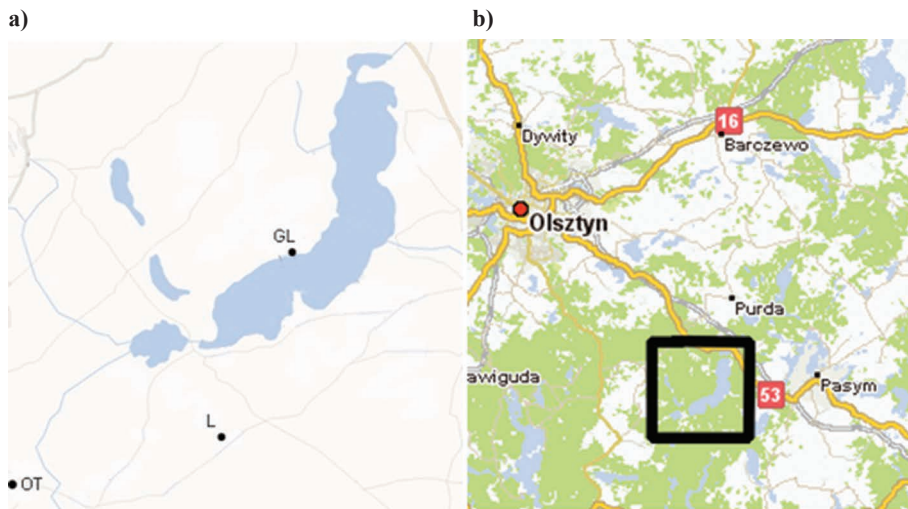 a)
b)
GL
L
OT
16
Dywity
Barczewo
Olsztyn
Purda
awiguda
53
Pasym